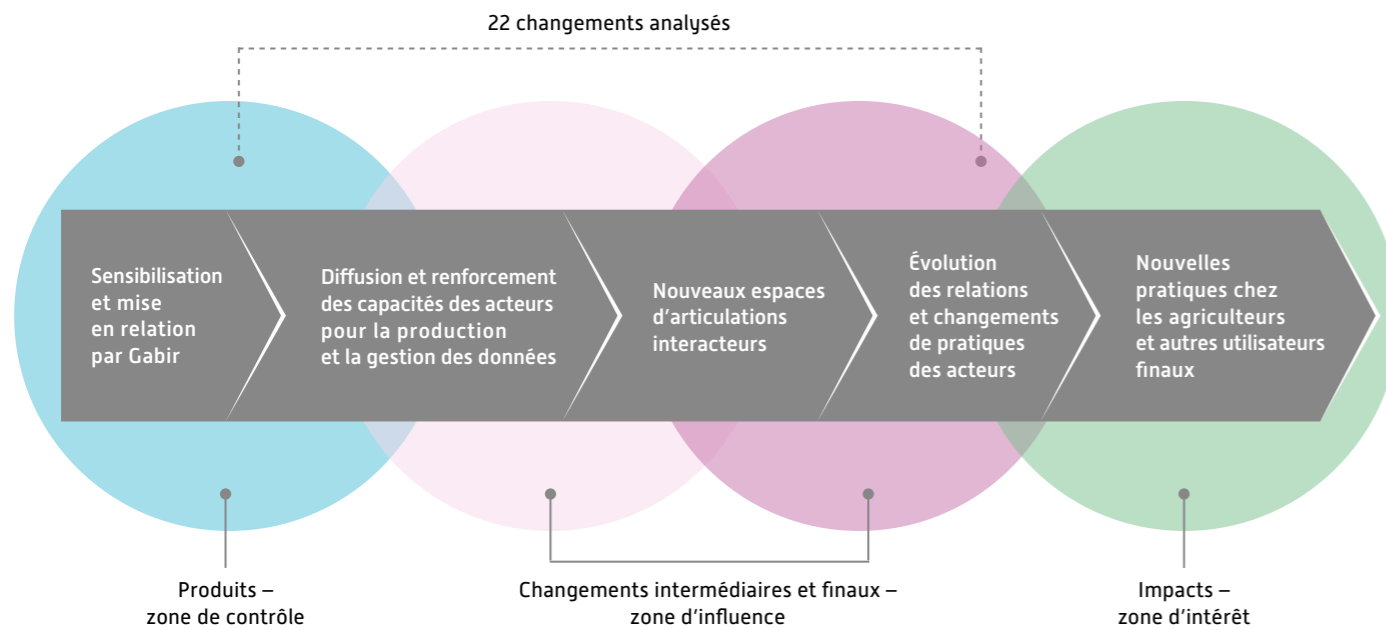 22 changements analysés
Sensibilisation
et mise
en relation
par Gabir
Diffusion et renforcement
des capacités des acteurs
pour la production
et la gestion des données
Nouveaux espaces
d’articulations
interacteurs
Évolution
des relations
et changements
de pratiques
des acteurs
Nouvelles
pratiques chez
les agriculteurs
et autres utilisateurs
finaux
Produits –
zone de contrôle
Changements intermédiaires et finaux –
zone d’influence
Impacts –
zone d’intérêt